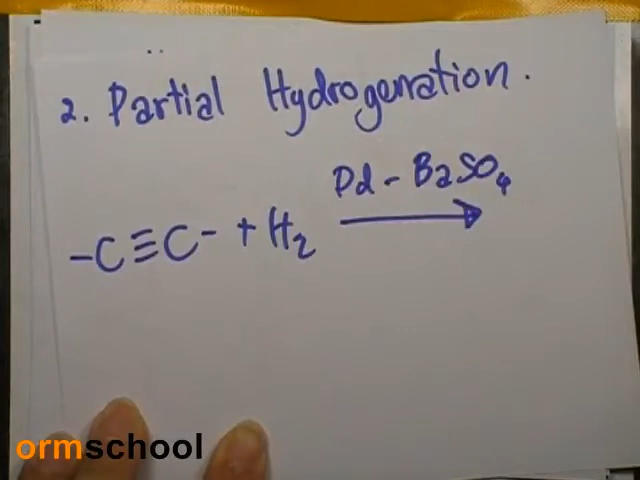 2. Partial Hydrogenation.
Pd - BaSO4
-C≡C- + H2
ormschool